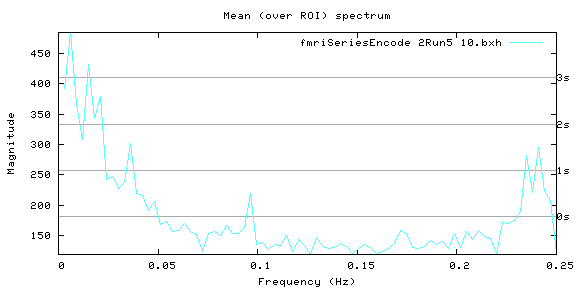 Mean (over ROI) spectrum
fmriSeriesEncode 2Run5 10.bxh
450
400
350
300
250
200
150
3s
2s
1s
0s
Magnitude
0 0.05 0.1 0.15 0.2 0.25
Frequency (Hz)